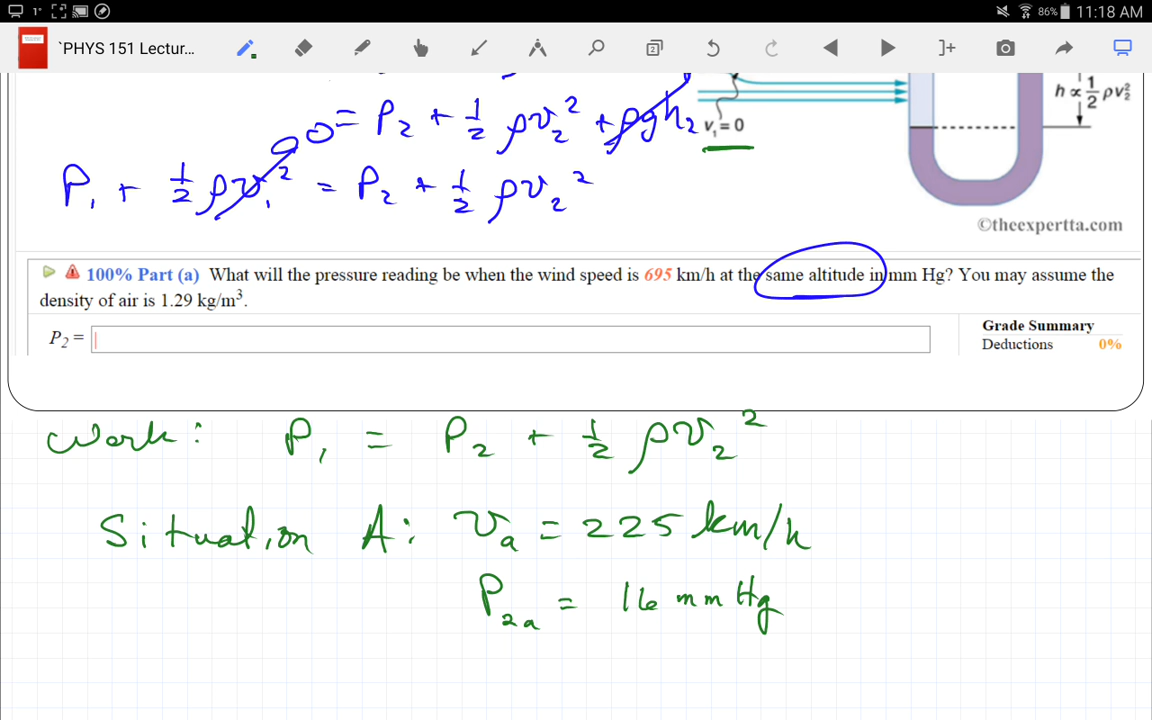 1° 86% 11:18 AM
`PHYS 151 Lectur...
2
0 = P₂ + ½ ρv₂² + ρgh₂
v₁ = 0
h ∝ ½ ρv₂²
0
P₁ + ½ ρv₁² = P₂ + ½ ρv₂²
©theexpertta.com
100% Part (a) What will the pressure reading be when the wind speed is 695 km/h at the same altitude in mm Hg? You may assume the
density of air is 1.29 kg/m³.
P₂ =
Grade Summary
Deductions 0%
Work: P₁ = P₂ + ½ ρv₂²
Situation A: vₐ = 225 km/h
P₂ₐ = 16 mm Hg